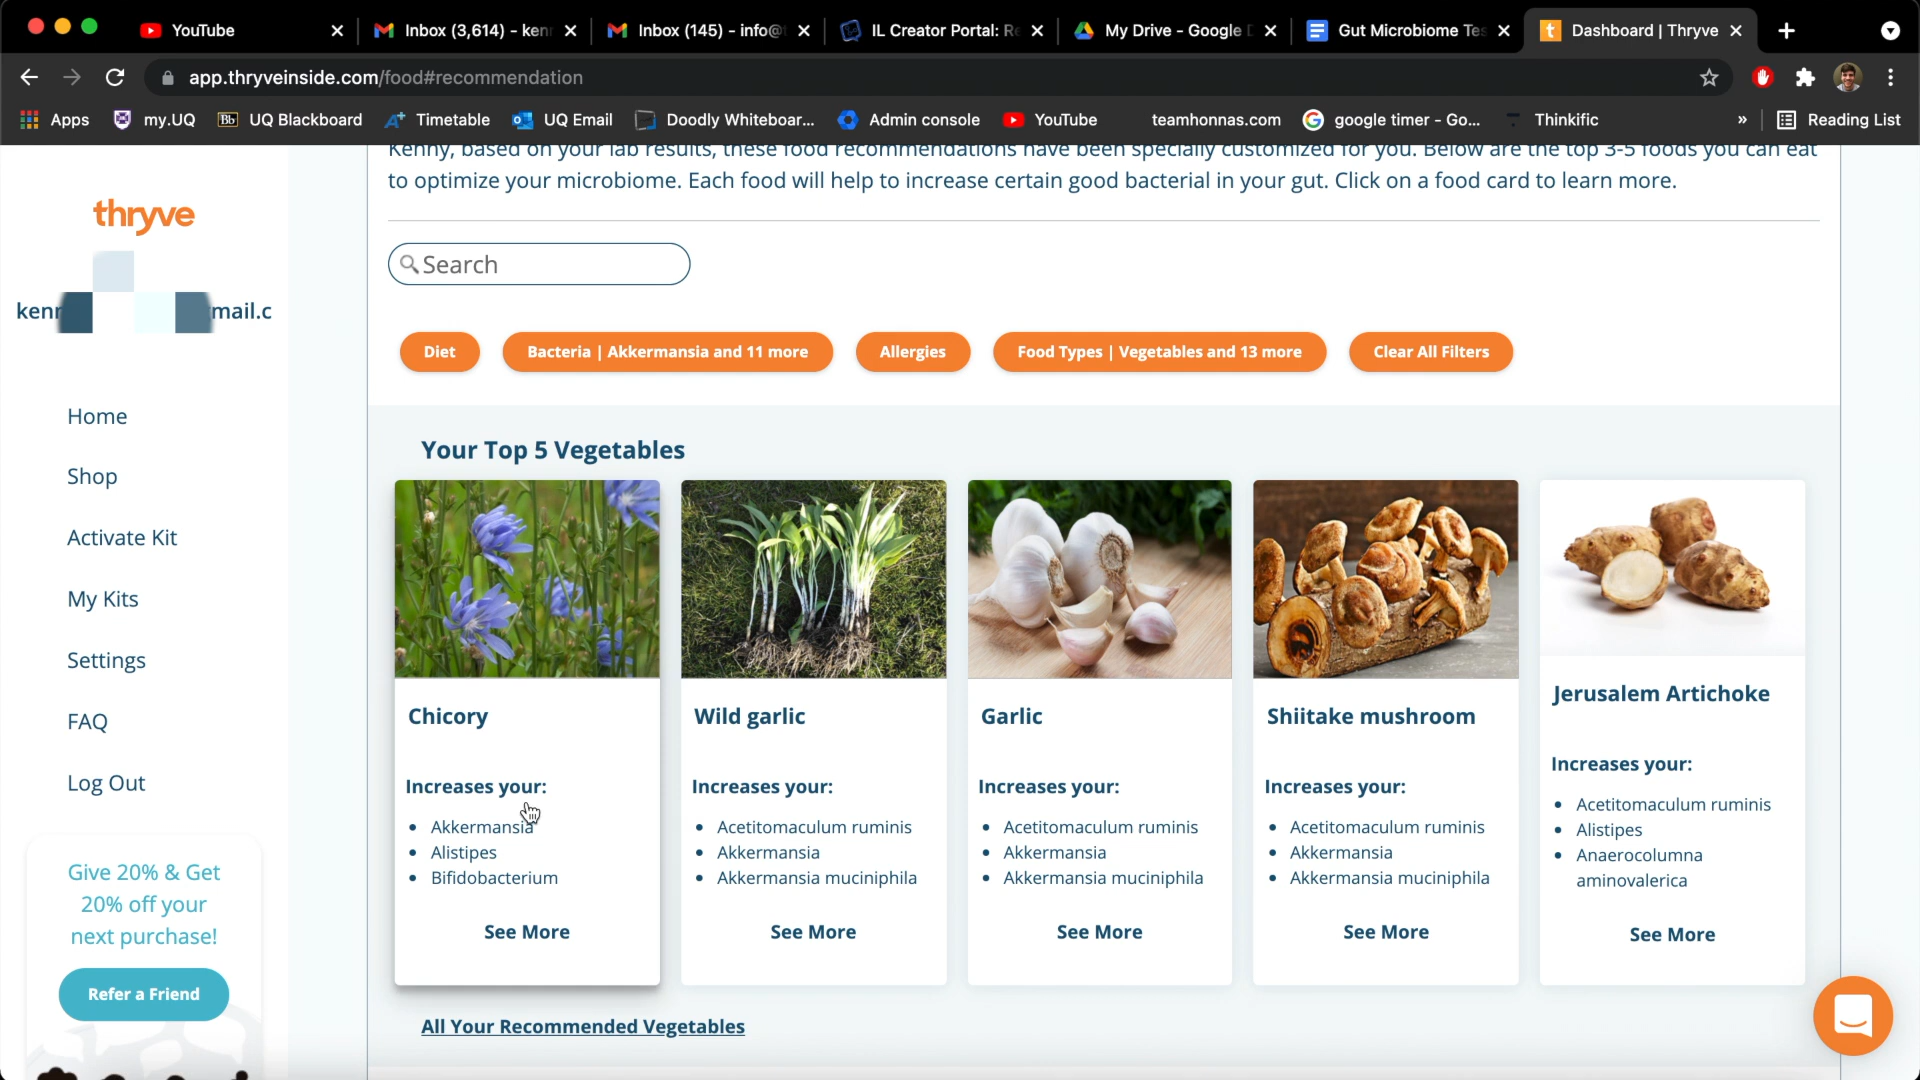 YouTube
Inbox (3,614) - kenn
Inbox (145) - info@
IL Creator Portal: Re
My Drive - Google D
Gut Microbiome Tes
Dashboard | Thryve
app.thryveinside.com/food#recommendation
Apps
my.UQ
Bb UQ Blackboard
A+ Timetable
UQ Email
Doodly Whiteboar...
Admin console
YouTube
teamhonnas.com
google timer - Go...
Thinkific
»
Reading List
thryve
kenn mail.c
Home
Shop
Activate Kit
My Kits
Settings
FAQ
Log Out
Give 20% & Get
20% off your
next purchase!
Refer a Friend
Kenny, based on your lab results, these food recommendations have been specially customized for you. Below are the top 3-5 foods you can eat
to optimize your microbiome. Each food will help to increase certain good bacterial in your gut. Click on a food card to learn more.
Search
Diet
Bacteria | Akkermansia and 11 more
Allergies
Food Types | Vegetables and 13 more
Clear All Filters
Your Top 5 Vegetables
Chicory
Increases your:
• Akkermansia
• Alistipes
• Bifidobacterium
See More
Wild garlic
Increases your:
• Acetitomaculum ruminis
• Akkermansia
• Akkermansia muciniphila
See More
Garlic
Increases your:
• Acetitomaculum ruminis
• Akkermansia
• Akkermansia muciniphila
See More
Shiitake mushroom
Increases your:
• Acetitomaculum ruminis
• Akkermansia
• Akkermansia muciniphila
See More
Jerusalem Artichoke
Increases your:
• Acetitomaculum ruminis
• Alistipes
• Anaerocolumna
aminovalerica
See More
All Your Recommended Vegetables